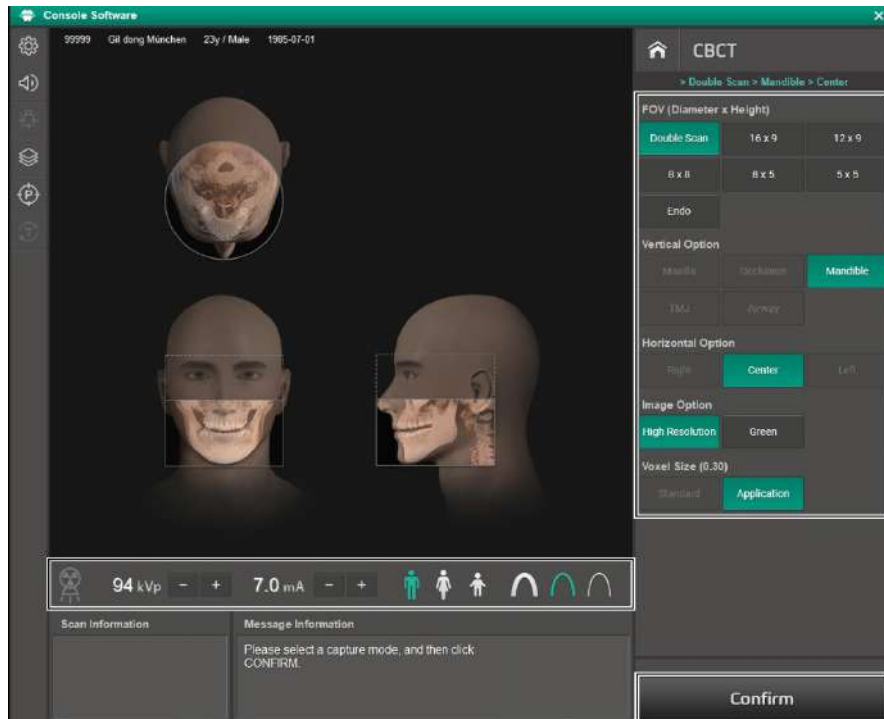 Console Software
99999 Gil dong München 23y / Male 1985-07-01
CBCT
> Double Scan > Mandible > Center
FOV (Diameter x Height)
Double Scan 16 x 9 12 x 9
8 x 8 8 x 5 5 x 5
Endo
Vertical Option
Maxilla Occlusion Mandible
TMJ Airway
Horizontal Option
Right Center Left
Image Option
High Resolution Green
Voxel Size (0.30)
Standard Application
94 kVp - + 7.0 mA - +
Scan Information
Message Information
Please select a capture mode, and then click
CONFIRM.
Confirm